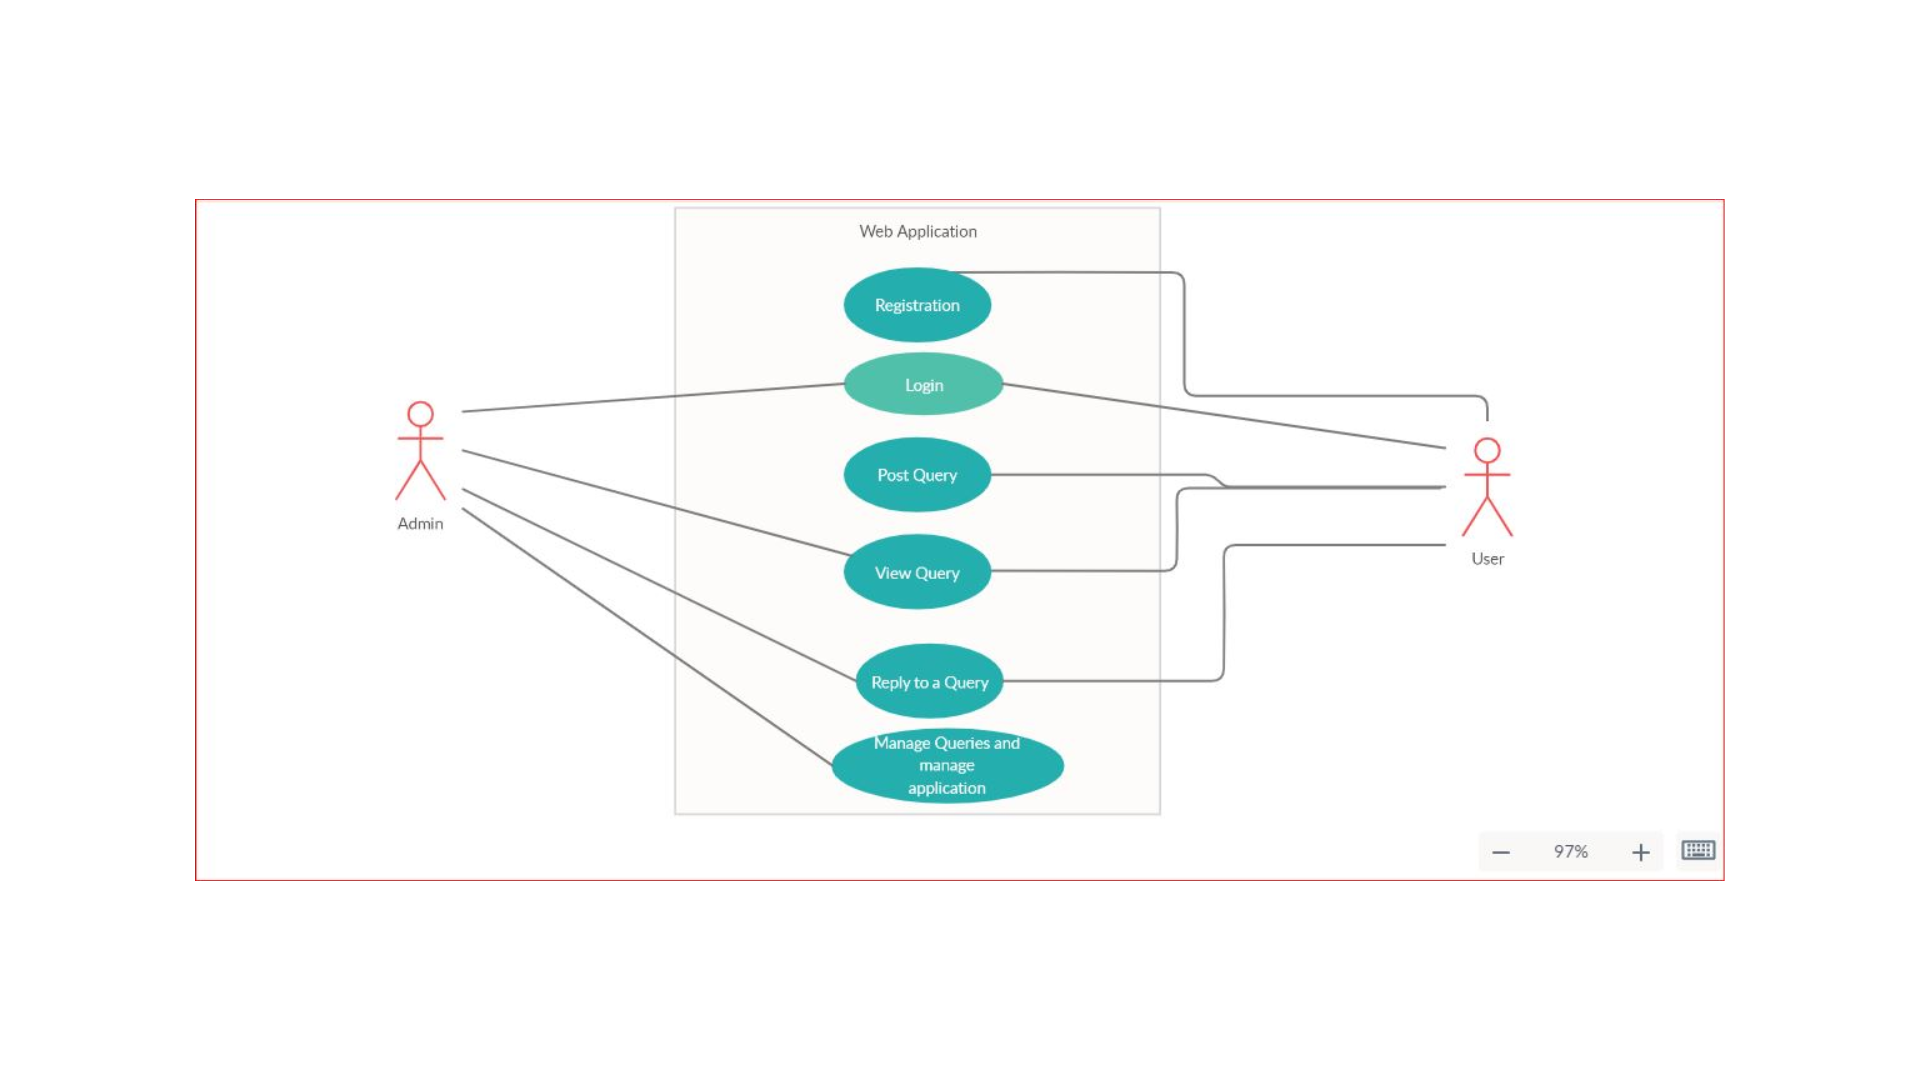 Web Application
Registration
Login
Post Query
View Query
Reply to a Query
Manage Queries and
manage
application
Admin
User
97%